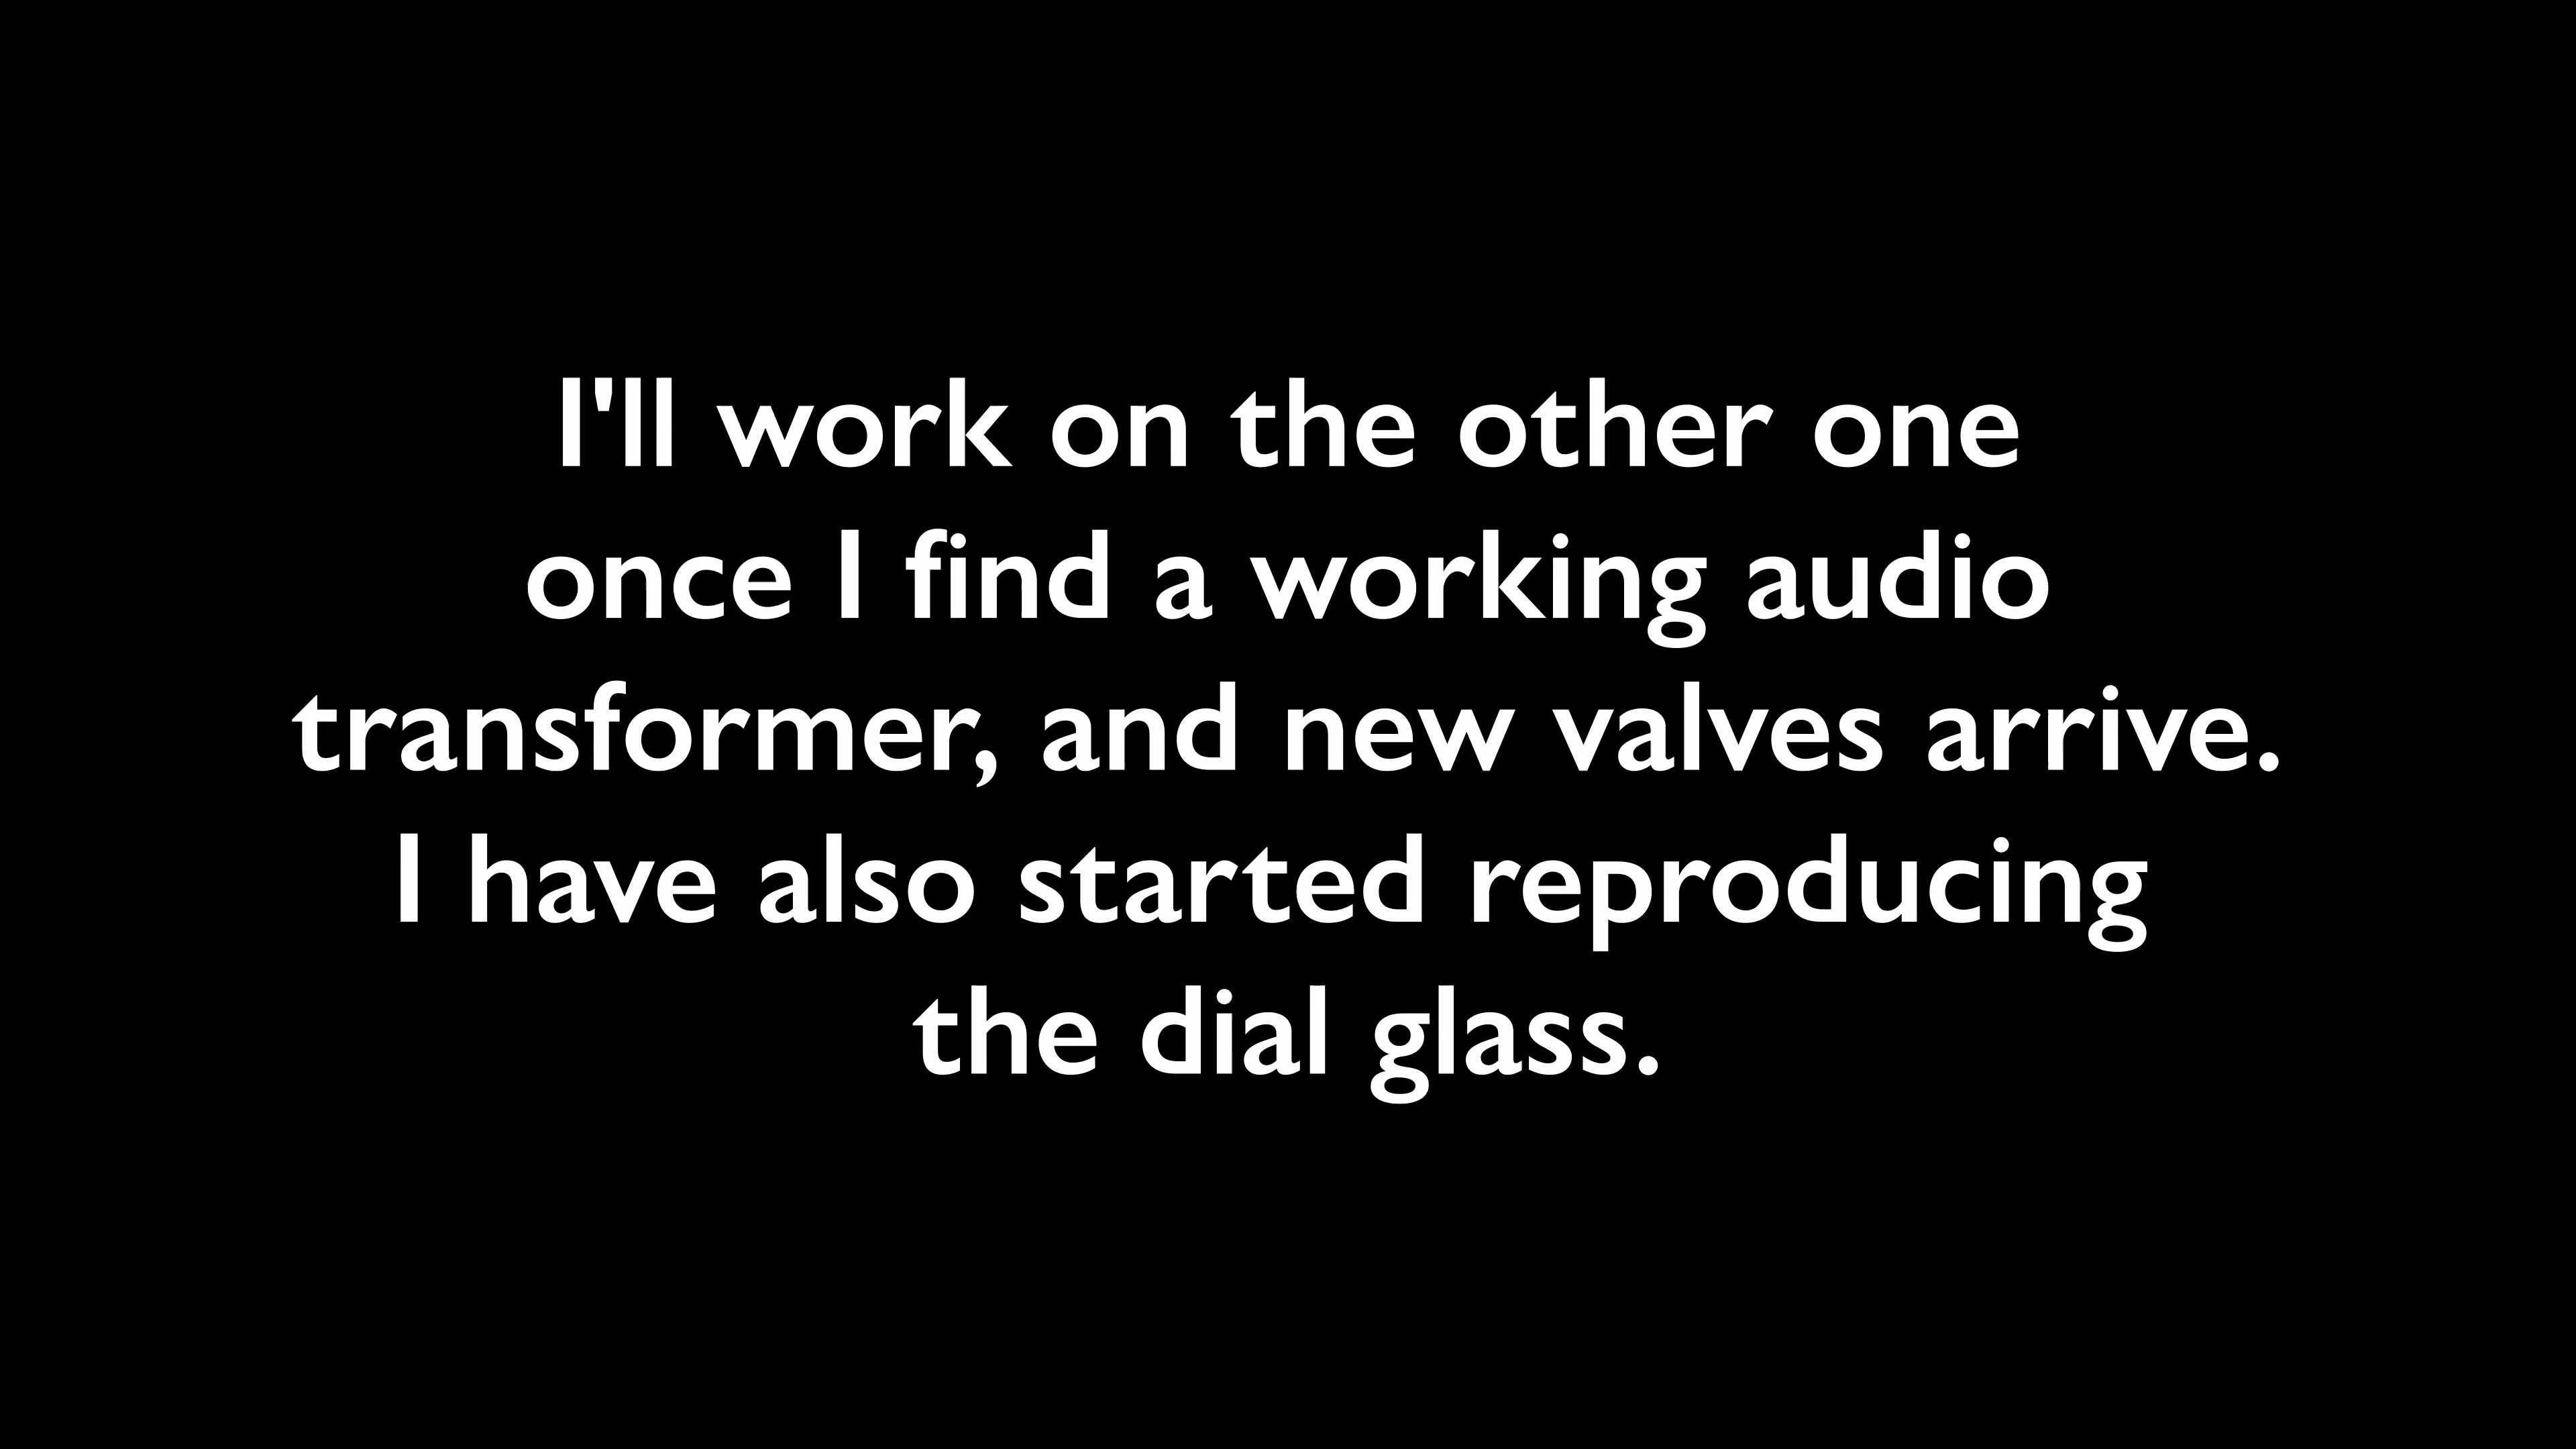 I'll work on the other one
once I find a working audio
transformer, and new valves arrive.
I have also started reproducing
the dial glass.